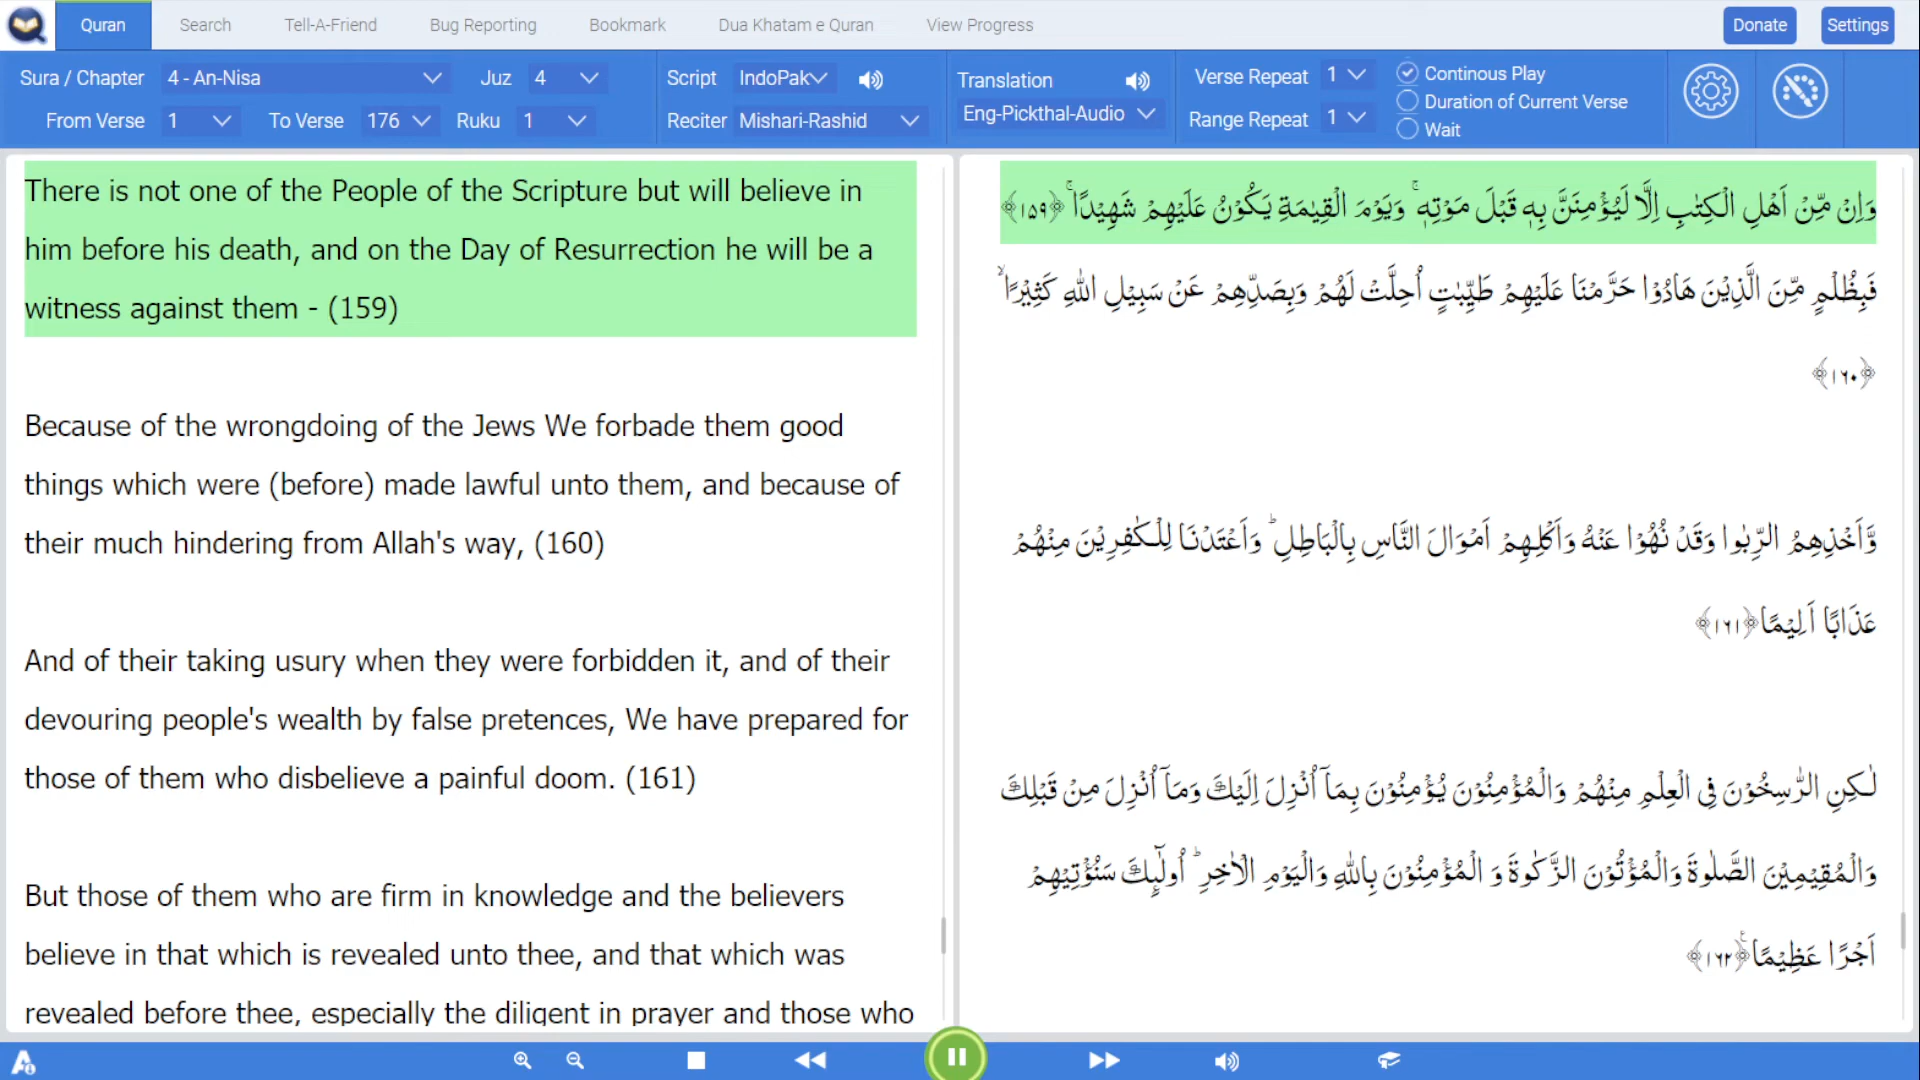 Quran Search Tell-A-Friend Bug Reporting Bookmark Dua Khatam e Quran View Progress Donate Settings
Sura / Chapter 4 - An-Nisa Juz 4 Script IndoPak Translation Verse Repeat 1 Continous Play
Duration of Current Verse
From Verse 1 To Verse 176 Ruku 1 Reciter Mishari-Rashid Eng-Pickthal-Audio Range Repeat 1 Wait
There is not one of the People of the Scripture but will believe in
him before his death, and on the Day of Resurrection he will be a
witness against them - (159)
Because of the wrongdoing of the Jews We forbade them good
things which were (before) made lawful unto them, and because of
their much hindering from Allah's way, (160)
And of their taking usury when they were forbidden it, and of their
devouring people's wealth by false pretences, We have prepared for
those of them who disbelieve a painful doom. (161)
But those of them who are firm in knowledge and the believers
believe in that which is revealed unto thee, and that which was
revealed before thee, especially the diligent in prayer and those who
وَاِنْ مِّنْ اَهْلِ الْكِتٰبِ اِلَّا لَيُؤْمِنَنَّ بِهٖ قَبْلَ مَوْتِهٖ ۚ وَيَوْمَ الْقِيٰمَةِ يَكُوْنُ عَلَيْهِمْ شَهِيْدًا ۚ ﴿۱۵۹﴾
فَبِظُلْمٍ مِّنَ الَّذِيْنَ هَادُوْا حَرَّمْنَا عَلَيْهِمْ طَيِّبٰتٍ اُحِلَّتْ لَهُمْ وَبِصَدِّهِمْ عَنْ سَبِيْلِ اللّٰهِ كَثِيْرًا ۙ
﴿۱۶۰﴾
وَّاَخْذِهِمُ الرِّبٰوا وَقَدْ نُهُوْا عَنْهُ وَاَكْلِهِمْ اَمْوَالَ النَّاسِ بِالْبَاطِلِ ؕ وَاَعْتَدْنَا لِلْكٰفِرِيْنَ مِنْهُمْ
عَذَابًا اَلِيْمًا ﴿۱۶۱﴾
لٰكِنِ الرّٰسِخُوْنَ فِى الْعِلْمِ مِنْهُمْ وَالْمُؤْمِنُوْنَ يُؤْمِنُوْنَ بِمَاۤ اُنْزِلَ اِلَيْكَ وَمَاۤ اُنْزِلَ مِنْ قَبْلِكَ
وَالْمُقِيْمِيْنَ الصَّلٰوةَ وَالْمُؤْتُوْنَ الزَّكٰوةَ وَ الْمُؤْمِنُوْنَ بِاللّٰهِ وَالْيَوْمِ الْاٰخِرِ ؕ اُولٰٓئِكَ سَنُؤْتِيْهِمْ
اَجْرًا عَظِيْمًا ۧ ﴿۱۶۲﴾